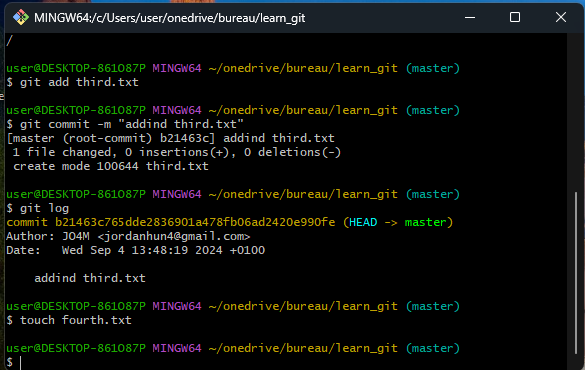 MINGW64:/c/Users/user/onedrive/bureau/learn_git
/
user@DESKTOP-861O87P MINGW64 ~/onedrive/bureau/learn_git (master)
$ git add third.txt
user@DESKTOP-861O87P MINGW64 ~/onedrive/bureau/learn_git (master)
$ git commit -m "addind third.txt"
[master (root-commit) b21463c] addind third.txt
1 file changed, 0 insertions(+), 0 deletions(-)
create mode 100644 third.txt
user@DESKTOP-861O87P MINGW64 ~/onedrive/bureau/learn_git (master)
$ git log
commit b21463c765dde2836901a478fb06ad2420e990fe (HEAD -> master)
Author: JO4M <jordanhun4@gmail.com>
Date:   Wed Sep 4 13:48:19 2024 +0100
addind third.txt
user@DESKTOP-861O87P MINGW64 ~/onedrive/bureau/learn_git (master)
$ touch fourth.txt
user@DESKTOP-861O87P MINGW64 ~/onedrive/bureau/learn_git (master)
$